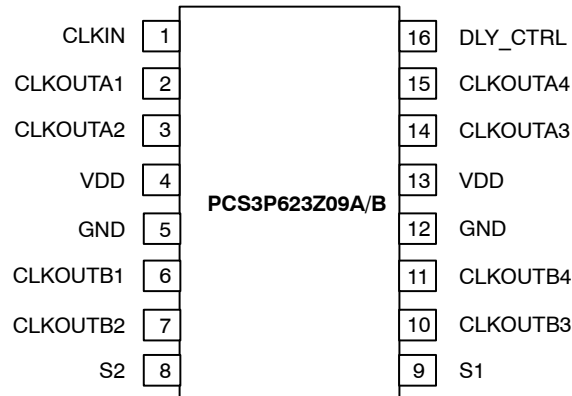 CLKIN 1 16 DLY_CTRL
CLKOUTA1 2 15 CLKOUTA4
CLKOUTA2 3 14 CLKOUTA3
VDD 4 13 VDD
PCS3P623Z09A/B
GND 5 12 GND
CLKOUTB1 6 11 CLKOUTB4
CLKOUTB2 7 10 CLKOUTB3
S2 8 9 S1